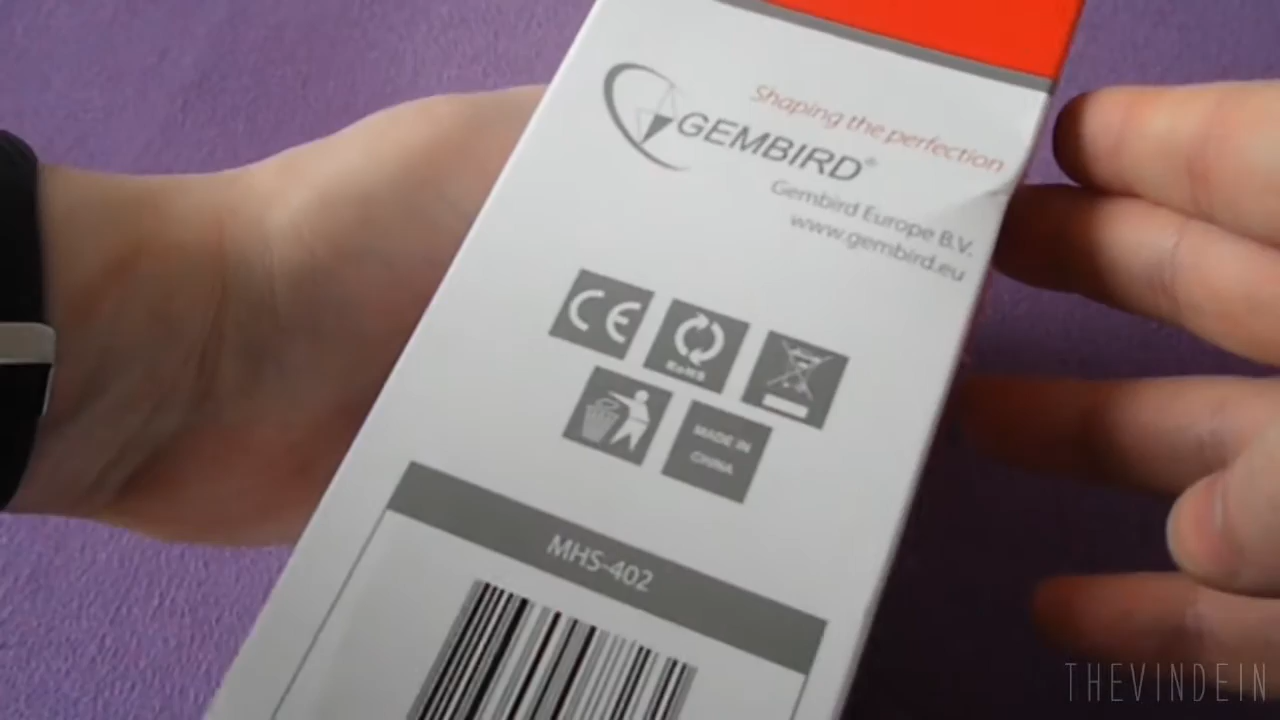 Shaping the perfection
GEMBIRD®
Gembird Europe B.V.
www.gembird.eu
CE
RoHS
MADE IN
CHINA
MHS-402
THEVINDEIN